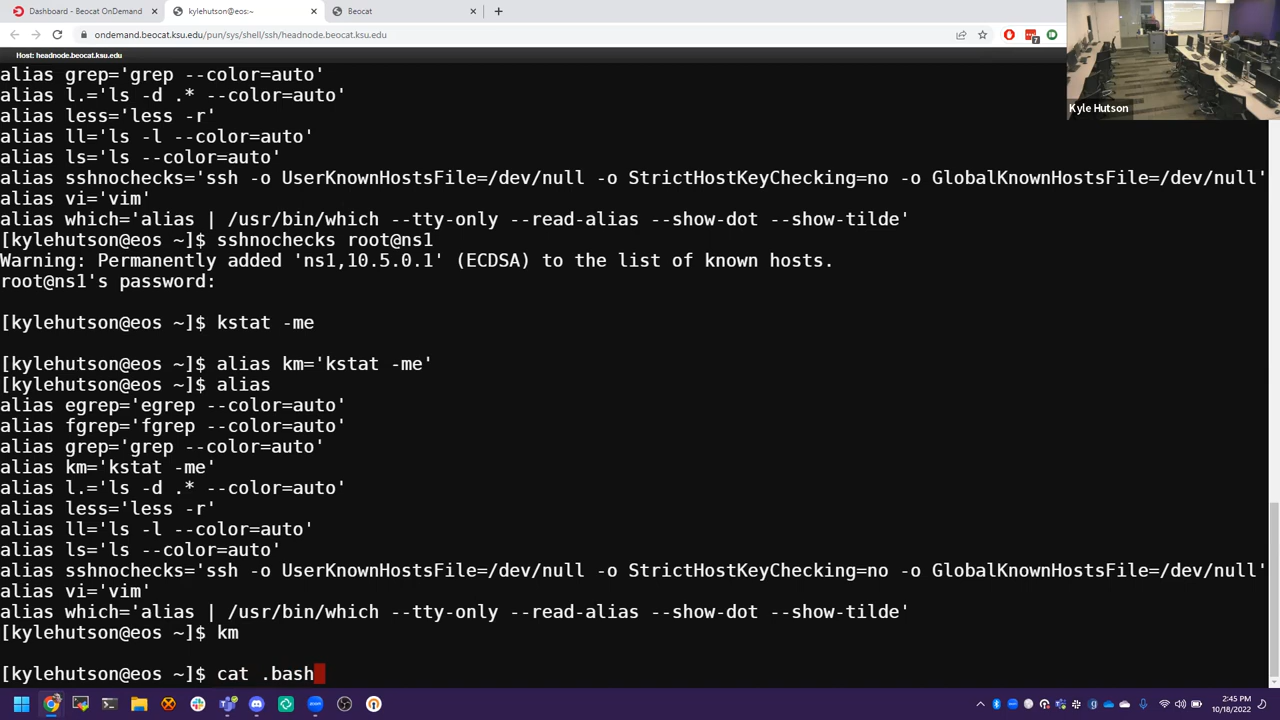 Dashboard - Beocat OnDemand
kylehutson@eos:~
Beocat
ondemand.beocat.ksu.edu/pun/sys/shell/ssh/headnode.beocat.ksu.edu
7
Host: headnode.beocat.ksu.edu
Kyle Hutson
alias grep='grep --color=auto'
alias l.='ls -d .* --color=auto'
alias less='less -r'
alias ll='ls -l --color=auto'
alias ls='ls --color=auto'
alias sshnochecks='ssh -o UserKnownHostsFile=/dev/null -o StrictHostKeyChecking=no -o GlobalKnownHostsFile=/dev/null'
alias vi='vim'
alias which='alias | /usr/bin/which --tty-only --read-alias --show-dot --show-tilde'
[kylehutson@eos ~]$ sshnochecks root@ns1
Warning: Permanently added 'ns1,10.5.0.1' (ECDSA) to the list of known hosts.
root@ns1's password:
[kylehutson@eos ~]$ kstat -me
[kylehutson@eos ~]$ alias km='kstat -me'
[kylehutson@eos ~]$ alias
alias egrep='egrep --color=auto'
alias fgrep='fgrep --color=auto'
alias grep='grep --color=auto'
alias km='kstat -me'
alias l.='ls -d .* --color=auto'
alias less='less -r'
alias ll='ls -l --color=auto'
alias ls='ls --color=auto'
alias sshnochecks='ssh -o UserKnownHostsFile=/dev/null -o StrictHostKeyChecking=no -o GlobalKnownHostsFile=/dev/null'
alias vi='vim'
alias which='alias | /usr/bin/which --tty-only --read-alias --show-dot --show-tilde'
[kylehutson@eos ~]$ km
[kylehutson@eos ~]$ cat .bash
2:45 PM
10/18/2022